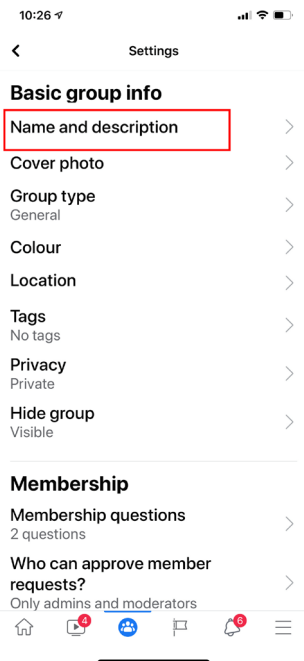 10:26
Settings
Basic group info
Name and description
Cover photo
Group type
General
Colour
Location
Tags
No tags
Privacy
Private
Hide group
Visible
Membership
Membership questions
2 questions
Who can approve member
requests?
Only admins and moderators
4
6